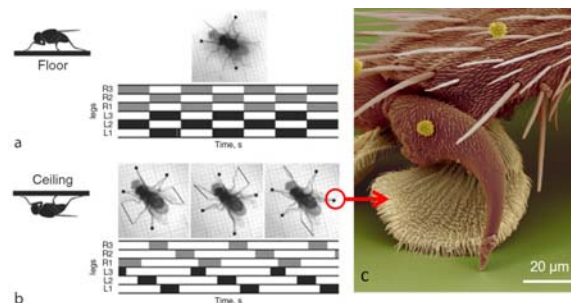 Floor
R3
R2
R1
L3
L2
L1
legs
Time, s
a
Ceiling
R3
R2
R1
L3
L2
L1
legs
Time, s
b
c
20 µm